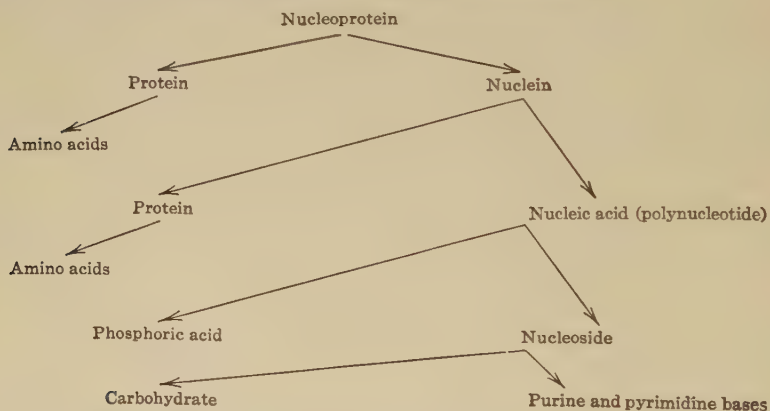 Nucleoprotein
Protein
Nuclein
Amino acids
Protein
Nucleic acid (polynucleotide)
Amino acids
Phosphoric acid
Nucleoside
Carbohydrate
Purine and pyrimidine bases